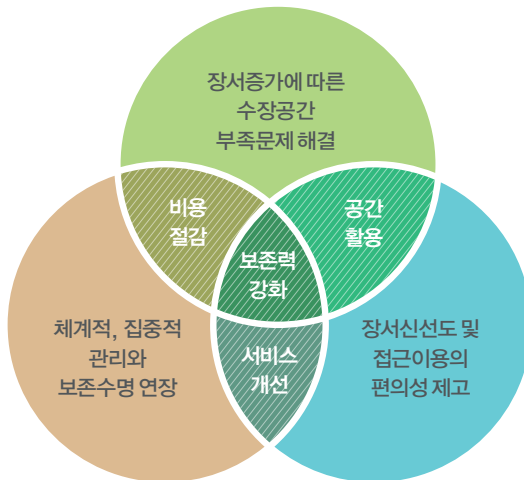 장서증가에 따른
수장공간
부족문제 해결
비용
절감
공간
활용
보존력
강화
체계적, 집중적
관리와
보존수명 연장
서비스
개선
장서신선도 및
접근이용의
편의성 제고